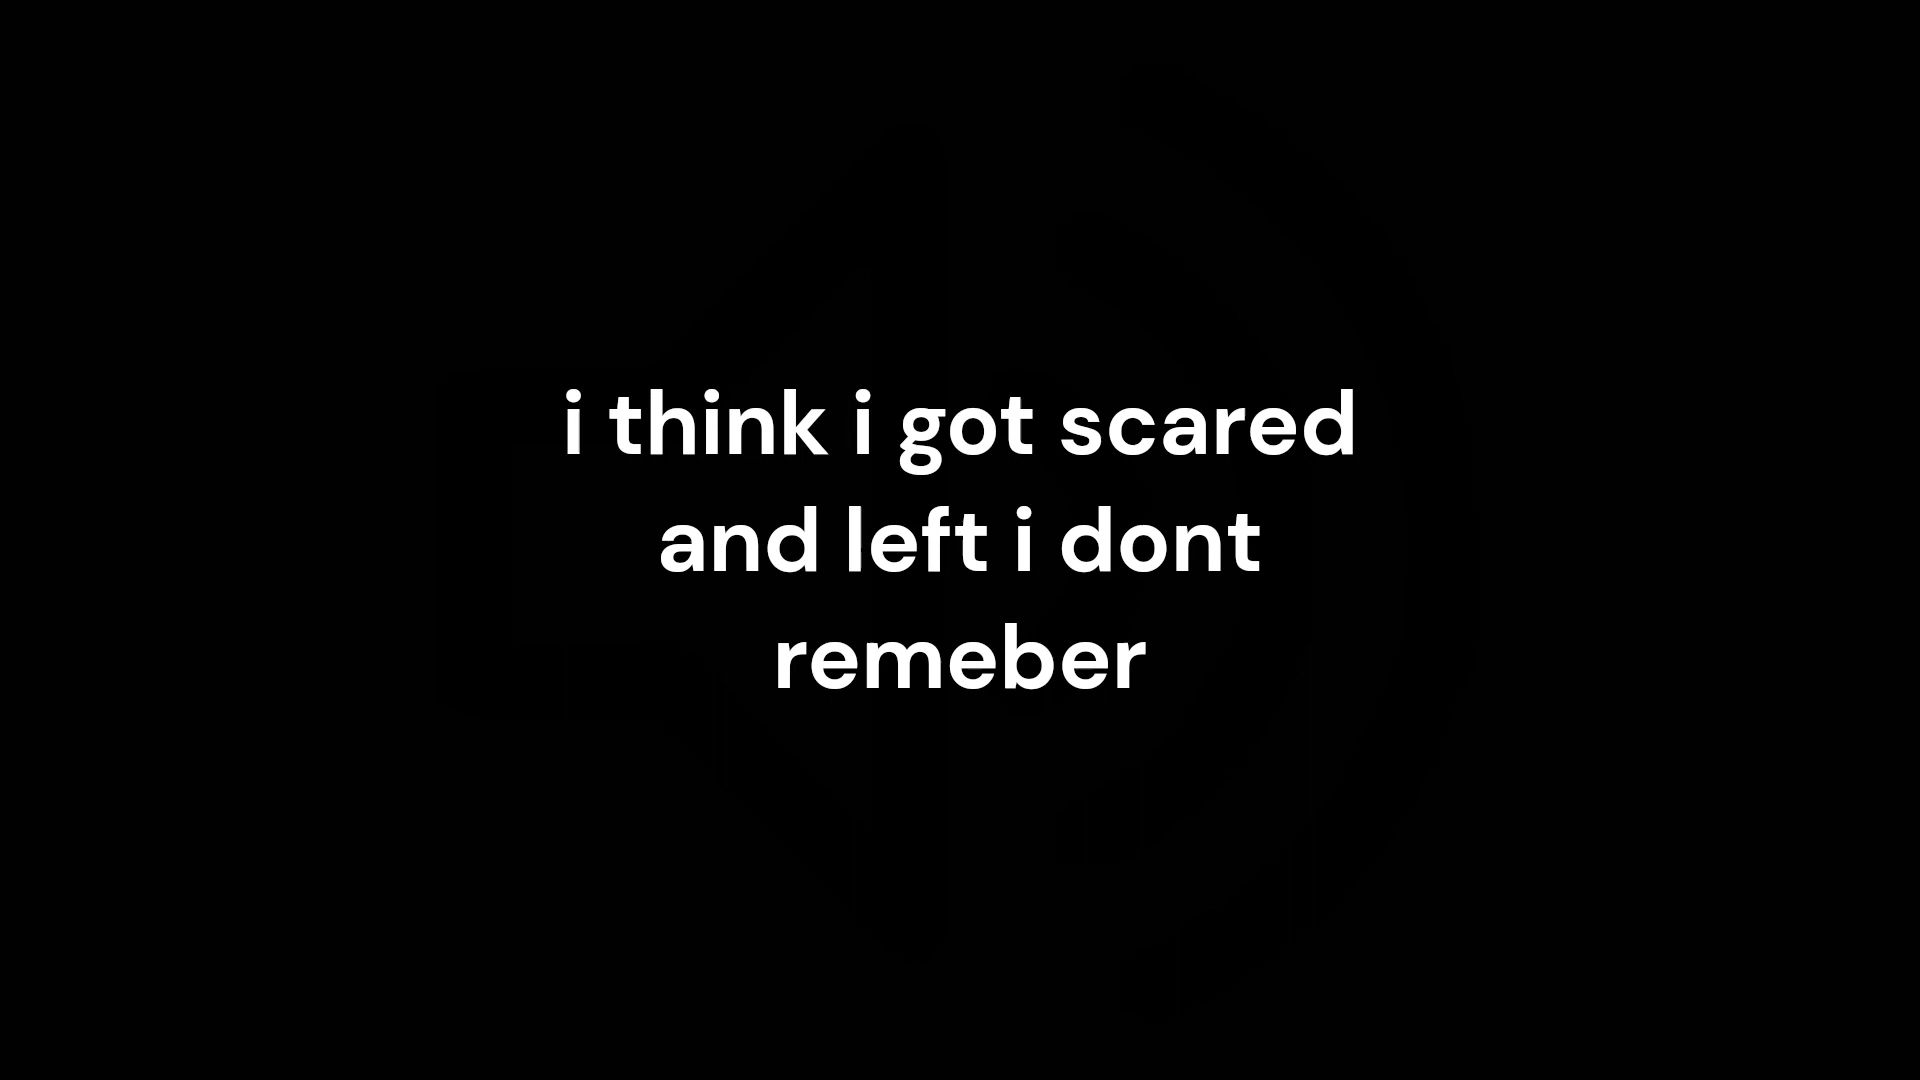 i think i got scared
and left i dont
remeber